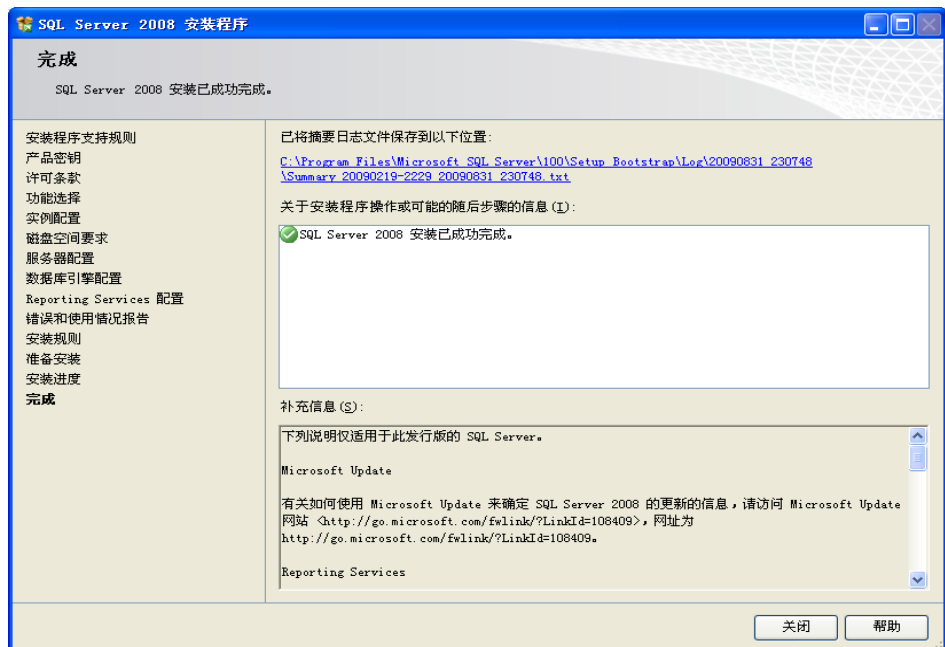 SQL Server 2008 安装程序
完成
SQL Server 2008 安装已成功完成。
安装程序支持规则
产品密钥
许可条款
功能选择
实例配置
磁盘空间要求
服务器配置
数据库引擎配置
Reporting Services 配置
错误和使用情况报告
安装规则
准备安装
安装进度
完成
已将摘要日志文件保存到以下位置:
C:\Program Files\Microsoft SQL Server\100\Setup Bootstrap\Log\20090831_230748
\Summary_20090219-2229_20090831_230748.txt
关于安装程序操作或可能的随后步骤的信息(I):
SQL Server 2008 安装已成功完成。
补充信息(S):
下列说明仅适用于此发行版的 SQL Server。
Microsoft Update
有关如何使用 Microsoft Update 来确定 SQL Server 2008 的更新的信息，请访问 Microsoft Update
网站 <http://go.microsoft.com/fwlink/?LinkId=108409>，网址为
http://go.microsoft.com/fwlink/?LinkId=108409。
Reporting Services
关闭
帮助